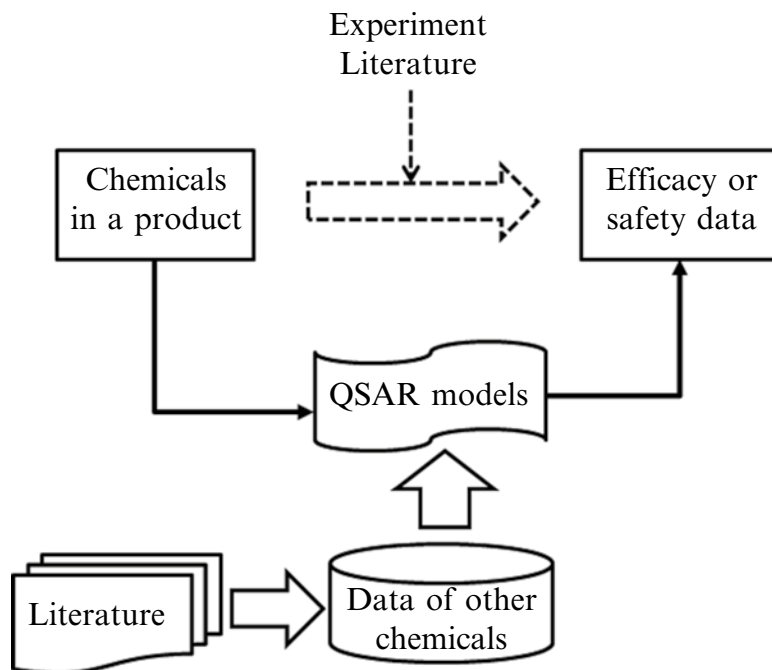 Experiment
Literature
Chemicals
in a product
Efficacy or
safety data
QSAR models
Literature
Data of other
chemicals